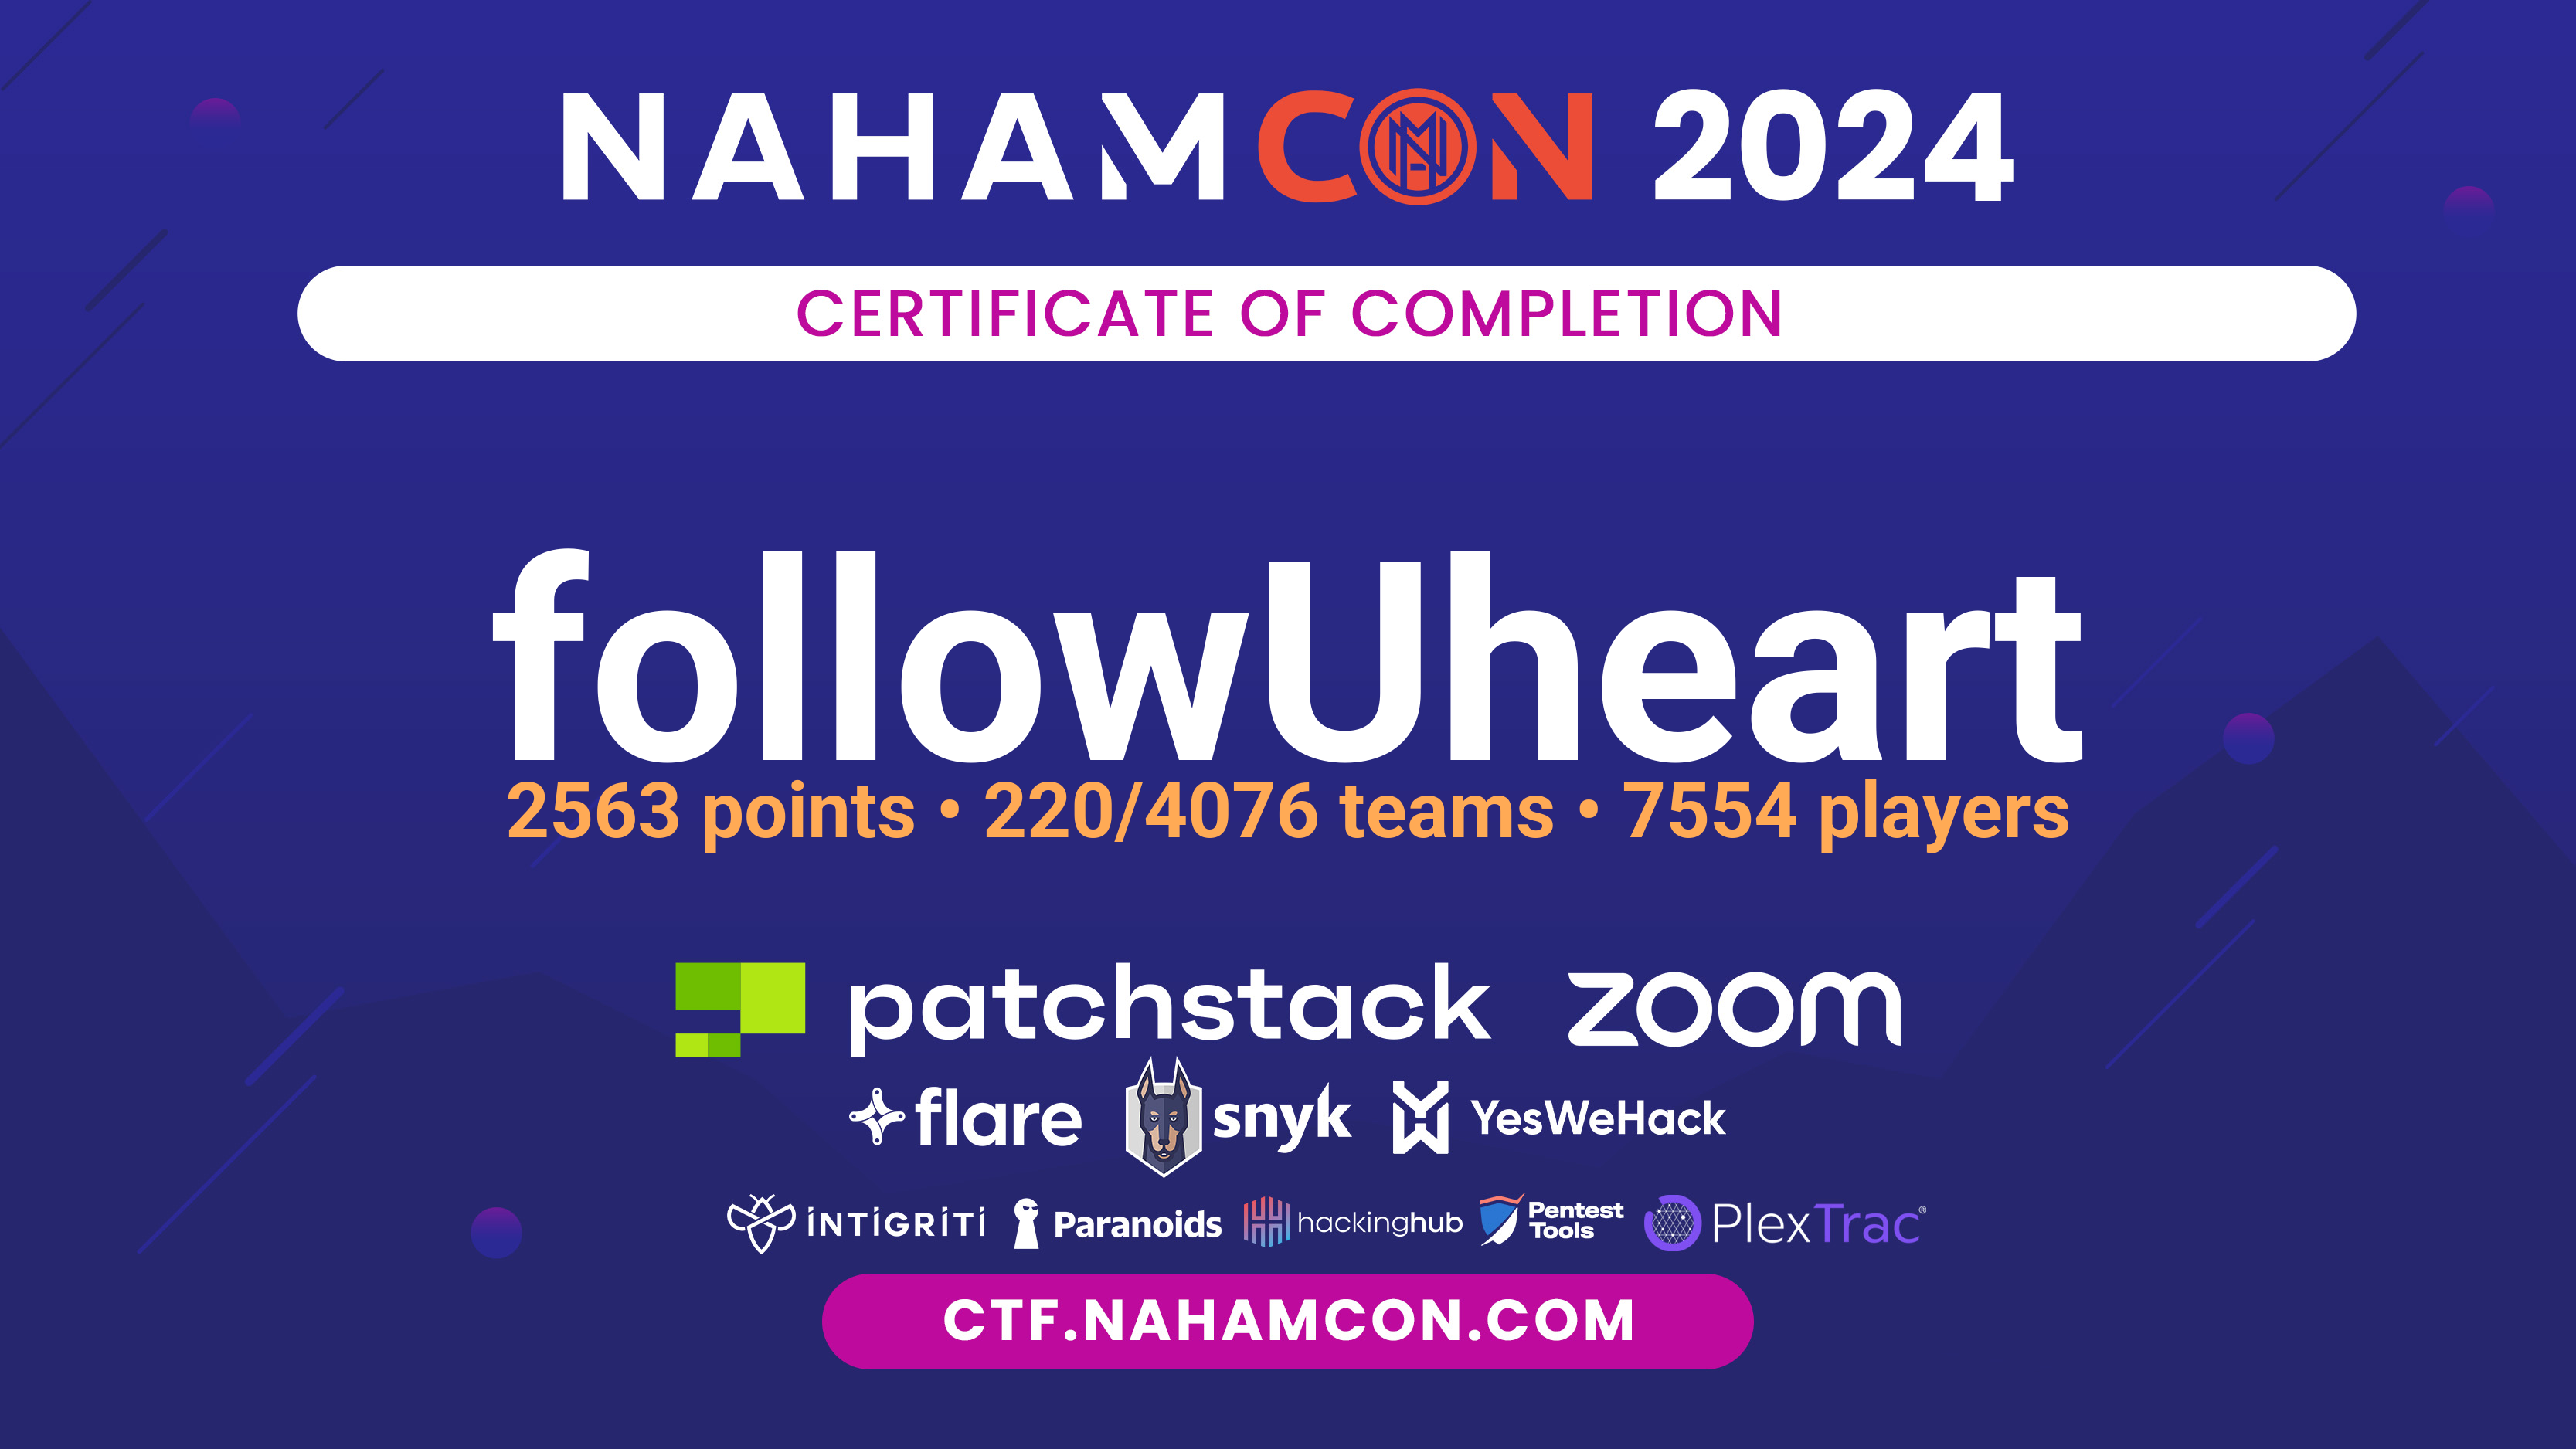 NAHAMCON 2024
CERTIFICATE OF COMPLETION
followUheart
2563 points • 220/4076 teams • 7554 players
patchstack zoom
flare snyk YesWeHack
INTIGRITI Paranoids hackinghub Pentest Tools PlexTrac®
CTF.NAHAMCON.COM